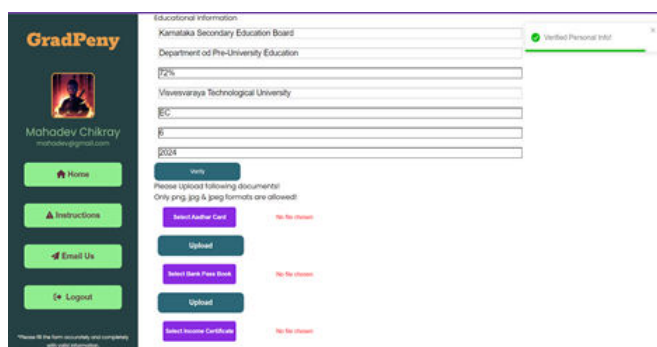 GradPeny
Mahadev Chikray
mahadev@gmail.com
Home
Instructions
Email Us
Logout
*Please fill the form accurately and completely
with valid information.
Educational Information
Karnataka Secondary Education Board
Department od Pre-University Education
72%
Visvesvaraya Technological University
EC
6
2024
Verify
Please Upload following documents!
Only png, jpg & jpeg formats are allowed!
Select Aadhar Card
No file chosen
Upload
Select Bank Pass Book
No file chosen
Upload
Select Income Certificate
No file chosen
Verified Personal Info!